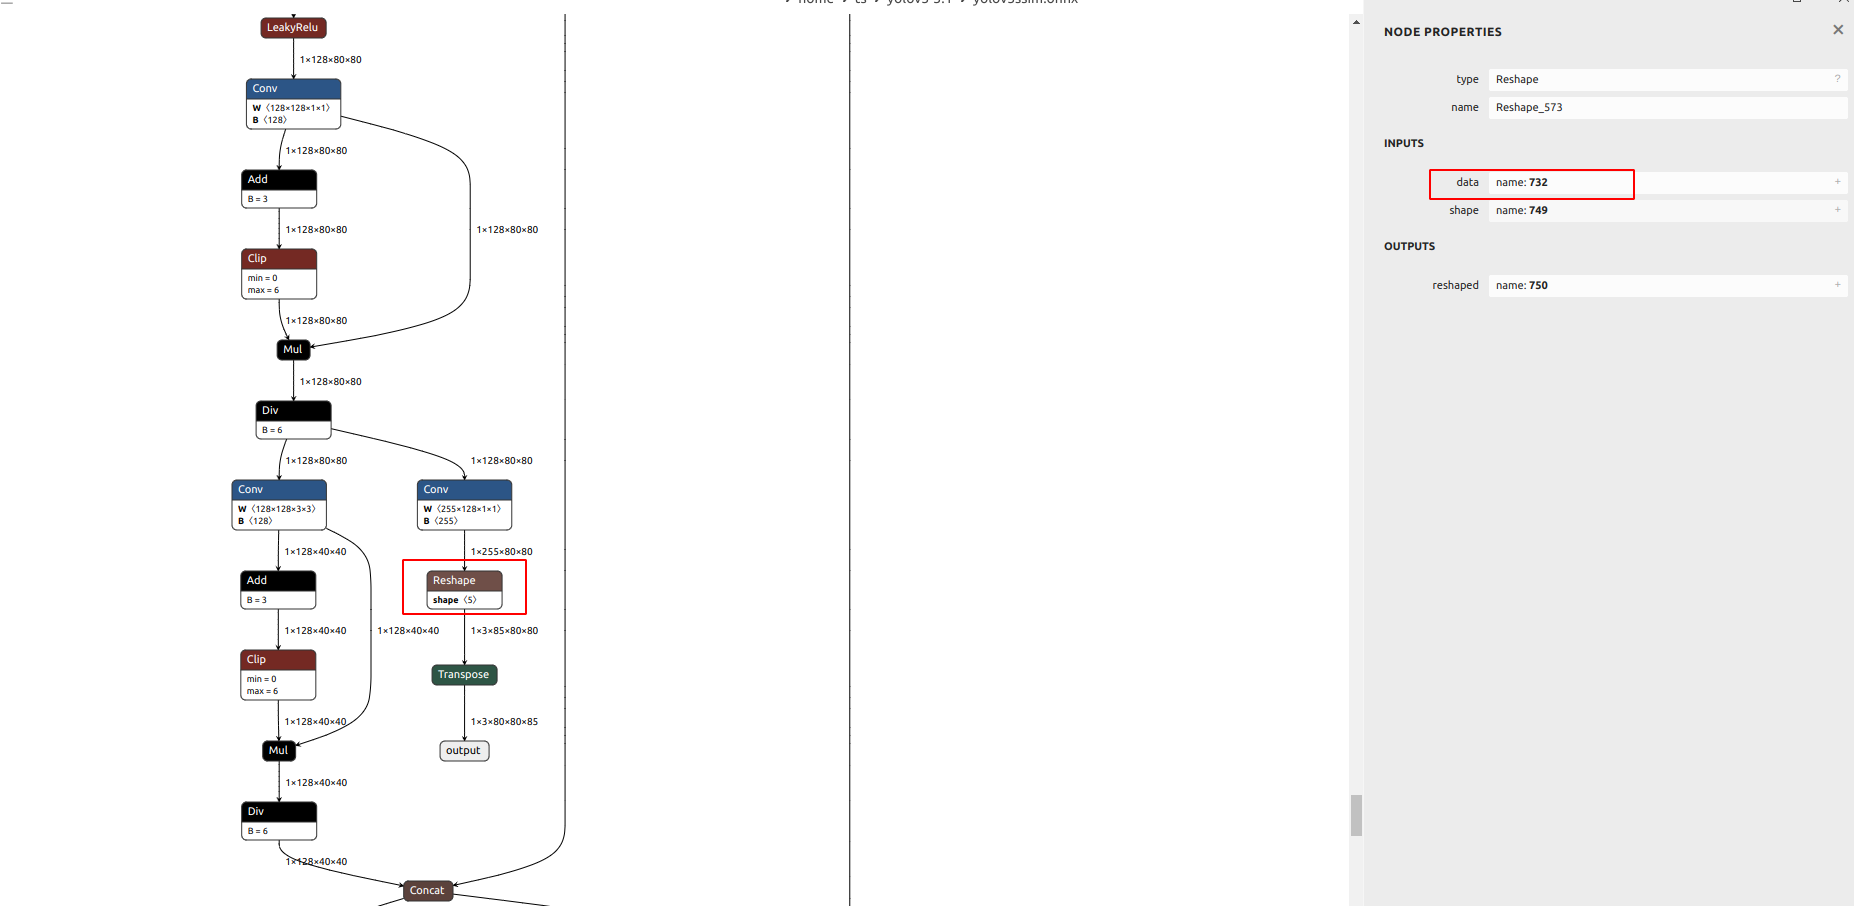 LeakyRelu
1×128×80×80
Conv
W 〈128×128×1×1〉
B 〈128〉
1×128×80×80
Add
B = 3
1×128×80×80
1×128×80×80
Clip
min = 0
max = 6
1×128×80×80
Mul
1×128×80×80
Div
B = 6
1×128×80×80
1×128×80×80
Conv
W 〈128×128×3×3〉
B 〈128〉
Conv
W 〈255×128×1×1〉
B 〈255〉
1×128×40×40
1×255×80×80
Add
B = 3
Reshape
shape 〈5〉
1×128×40×40
1×128×40×40
1×3×85×80×80
Clip
min = 0
max = 6
Transpose
1×128×40×40
1×3×80×80×85
Mul
output
1×128×40×40
Div
B = 6
1×128×40×40
Concat
NODE PROPERTIES
type Reshape ?
name Reshape_573
INPUTS
data name: 732 +
shape name: 749 +
OUTPUTS
reshaped name: 750 +